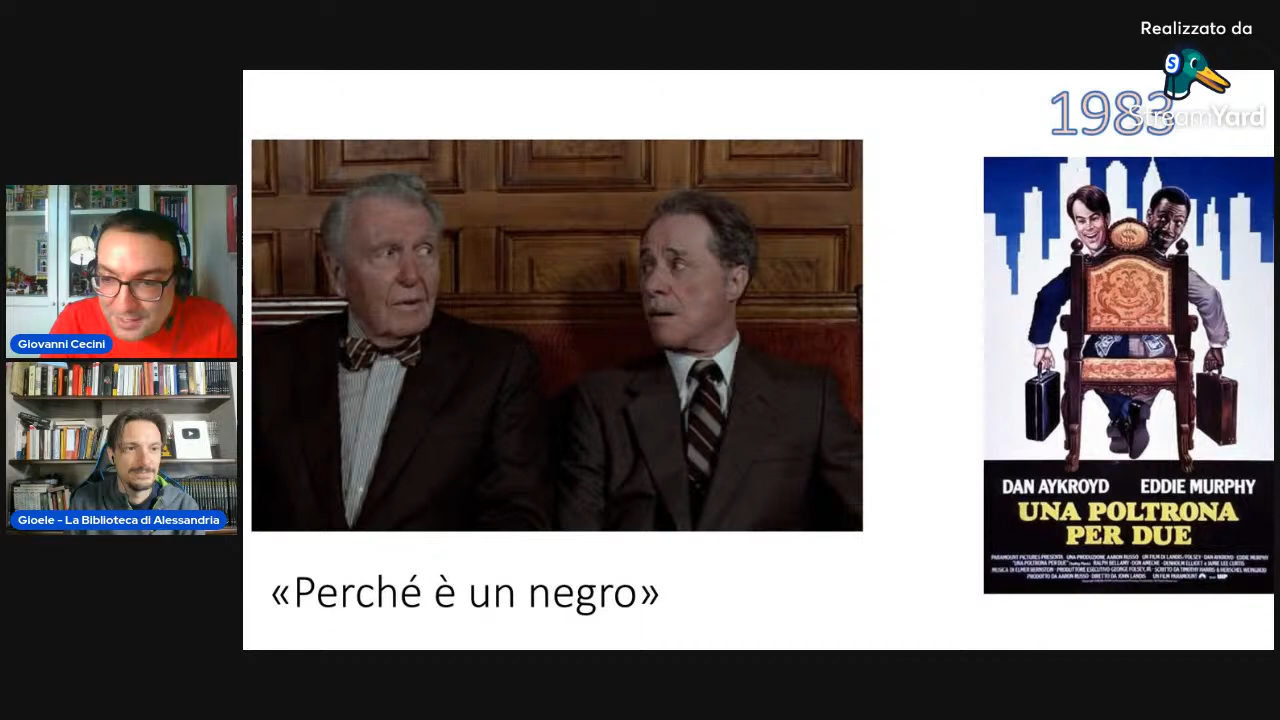 Realizzato da
StreamYard
1983
Giovanni Cecini
Gioele - La Biblioteca di Alessandria
DAN AYKROYD EDDIE MURPHY
UNA POLTRONA
PER DUE
«Perché è un negro»